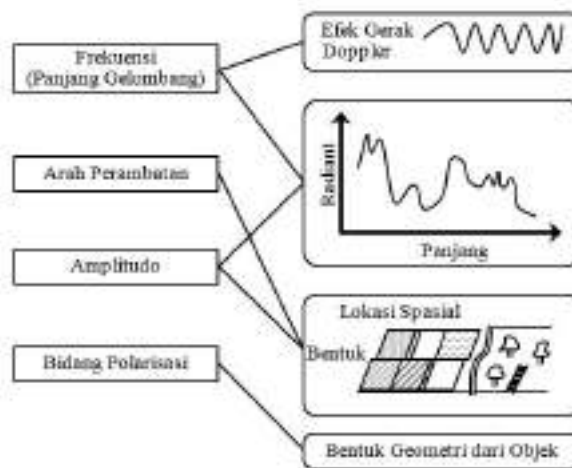 Frekuensi
(Panjang Gelombang)
Arah Perambatan
Amplitudo
Bidang Polarisasi
Efek Gerak
Doppler
Radiant
Panjang
Lokasi Spasial
Bentuk
Bentuk Geometri dari Objek